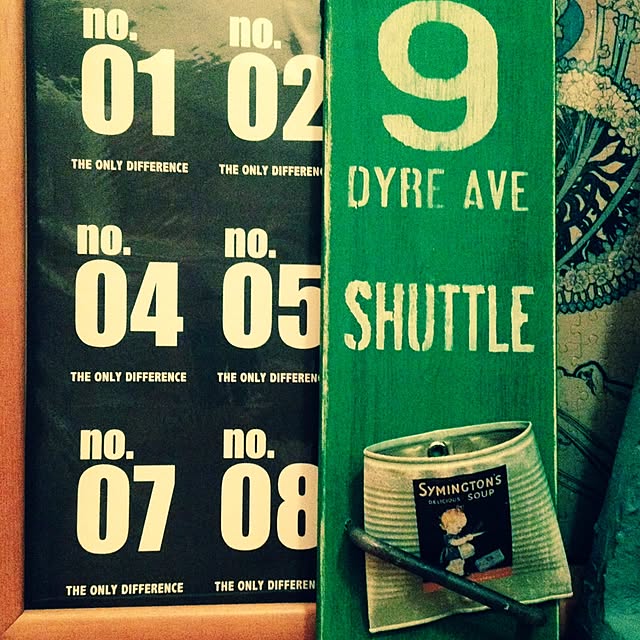 no.
01
THE ONLY DIFFERENCE
no.
02
THE ONLY DIFFEREN
no.
04
THE ONLY DIFFERENCE
no.
05
THE ONLY DIFFEREN
no.
07
THE ONLY DIFFERENCE
no.
08
THE ONLY DIFFEREN
9
DYRE AVE
SHUTTLE
SYMINGTON'S
DELICIOUS SOUP